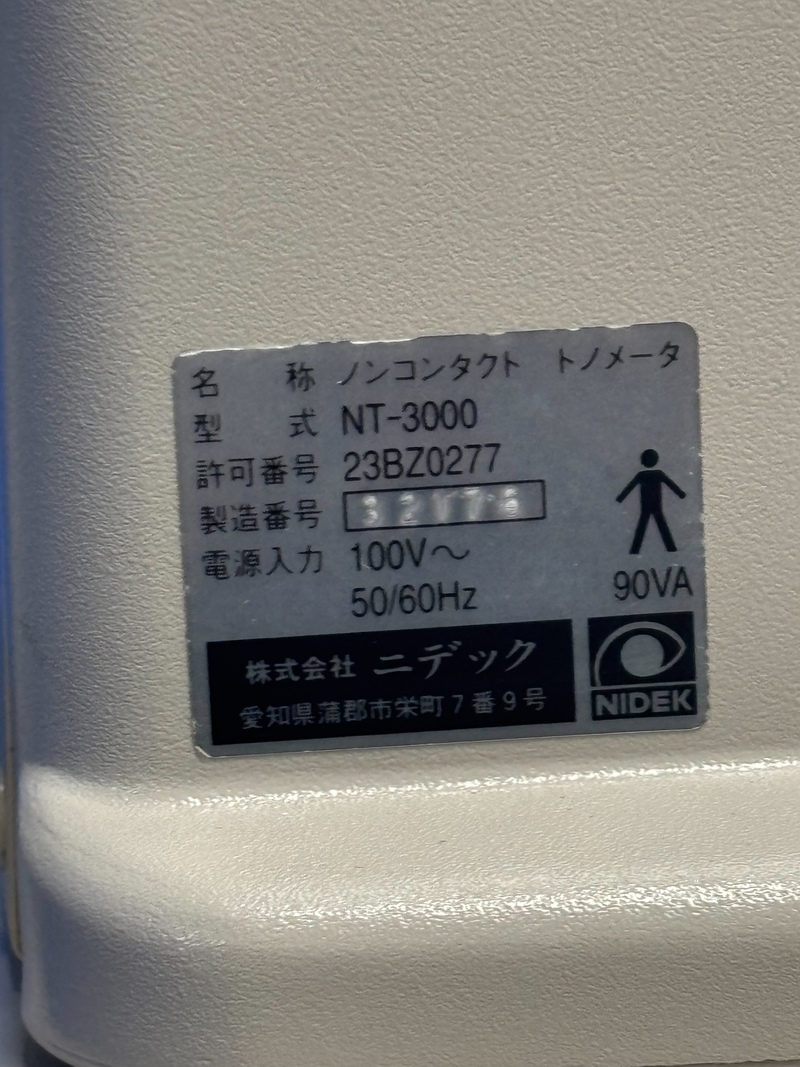 名 称 ノンコンタクト トノメータ
型 式 NT-3000
許可番号 23BZ0277
製造番号
電源入力 100V～
50/60Hz
90VA
株式会社 ニデック
愛知県蒲郡市栄町7番9号
NIDEK